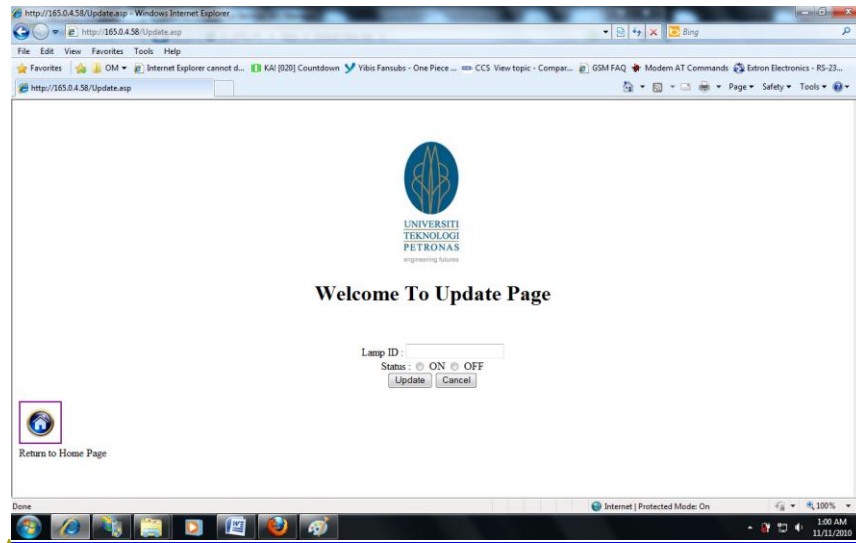 http://165.0.4.58/Update.asp - Windows Internet Explorer
http://165.0.4.58/Update.asp
Bing
File Edit View Favorites Tools Help
Favorites OM Internet Explorer cannot d... KAI [020] Countdown Yibis Fansubs - One Piece ... CCS View topic - Compar... GSM FAQ Modem AT Commands Extron Electronics - RS-23...
http://165.0.4.58/Update.asp Page Safety Tools
UNIVERSITI
TEKNOLOGI
PETRONAS
engineering futures
Welcome To Update Page
Lamp ID :
Status : ON OFF
Update Cancel
Return to Home Page
Done Internet | Protected Mode: On 100%
1:00 AM
11/11/2010